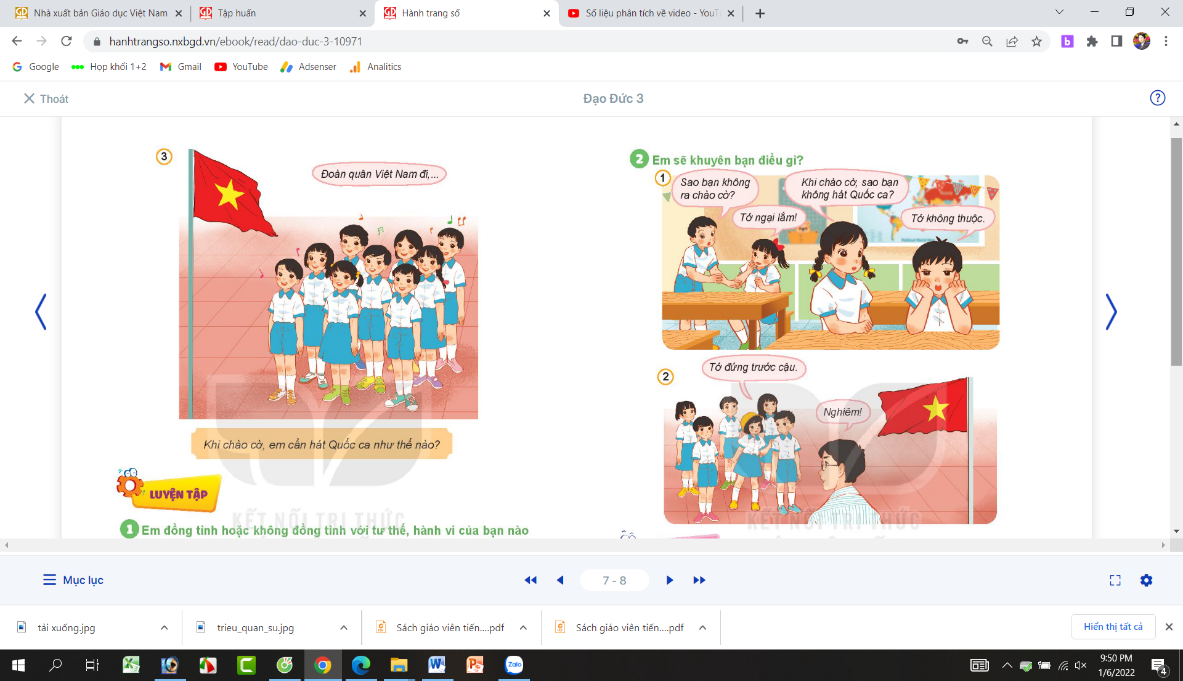 Nhà xuất bản Giáo dục Việt Nam
Tập huấn
Hành trang số
Số liệu phân tích về video - YouT
hanhtrangso.nxbgd.vn/ebook/read/dao-duc-3-10971
Google
Họp khối 1+2
Gmail
YouTube
Adsenser
Analitics
Thoát
Đạo Đức 3
3
Đoàn quân Việt Nam đi,...
Khi chào cờ, em cần hát Quốc ca như thế nào?
LUYỆN TẬP
KẾT NỐI TRI THỨC
1 Em đồng tình hoặc không đồng tình với tư thế, hành vi của bạn nào
2 Em sẽ khuyên bạn điều gì?
1
Sao bạn không
ra chào cờ?
Tớ ngại lắm!
Khi chào cờ, sao bạn
không hát Quốc ca?
Tớ không thuộc.
2
Tớ đứng trước cậu.
Nghiêm!
KẾT NỐI TRI THỨC
Mục lục
7 - 8
tải xuống.jpg
trieu_quan_su.jpg
Sách giáo viên tiến....pdf
Sách giáo viên tiến....pdf
Hiển thị tất cả
Zalo
9:50 PM
1/6/2022
4